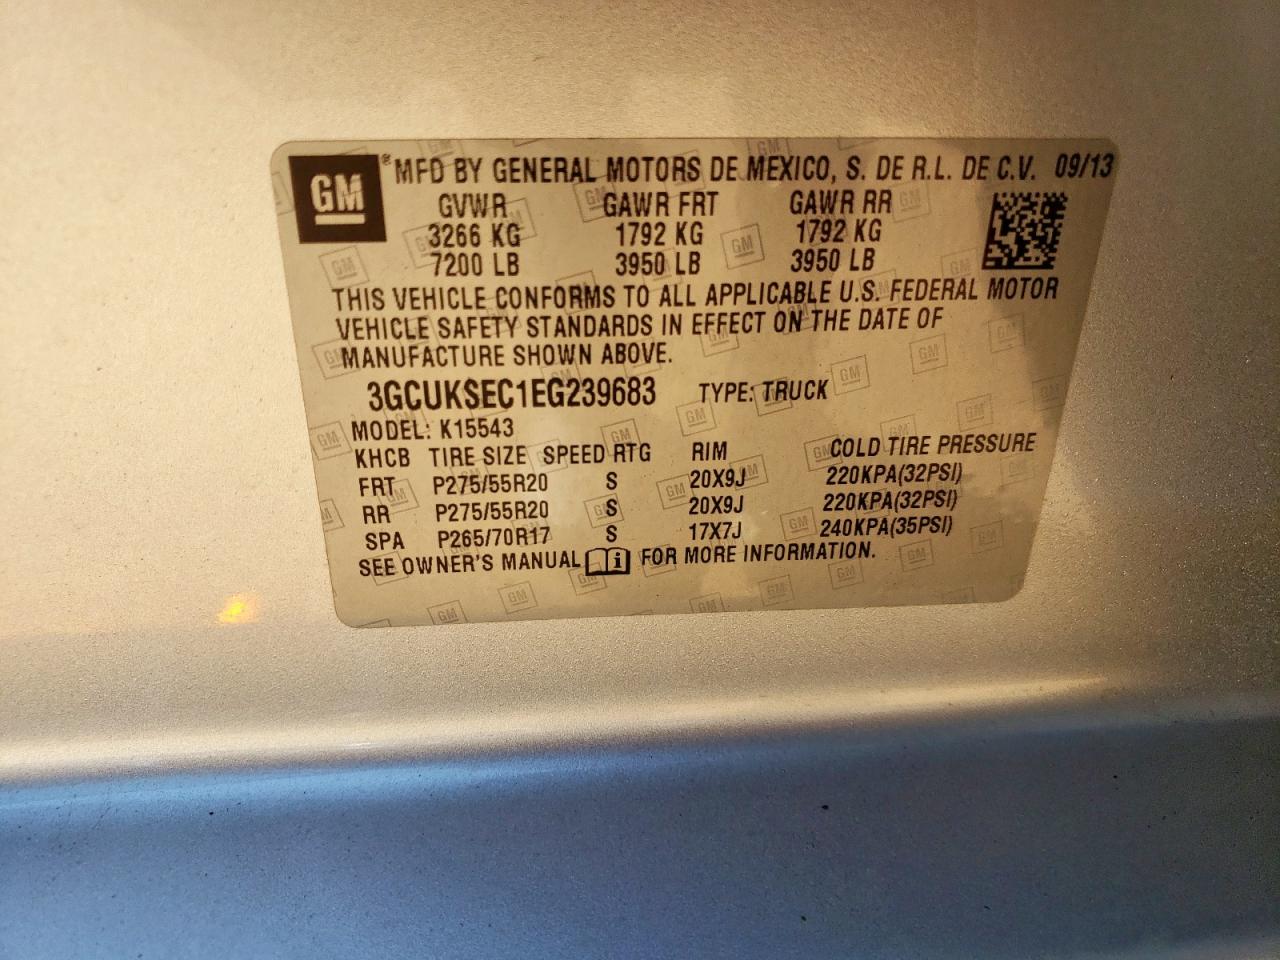 GM ® MFD BY GENERAL MOTORS DE MEXICO, S. DE R.L. DE C.V. 09/13
GVWR GAWR FRT GAWR RR
3266 KG 1792 KG 1792 KG
7200 LB 3950 LB 3950 LB
THIS VEHICLE CONFORMS TO ALL APPLICABLE U.S. FEDERAL MOTOR
VEHICLE SAFETY STANDARDS IN EFFECT ON THE DATE OF
MANUFACTURE SHOWN ABOVE.
3GCUKSEC1EG239683 TYPE: TRUCK
MODEL: K15543
KHCB TIRE SIZE SPEED RTG RIM COLD TIRE PRESSURE
FRT P275/55R20 S 20X9J 220KPA(32PSI)
RR P275/55R20 S 20X9J 220KPA(32PSI)
SPA P265/70R17 S 17X7J 240KPA(35PSI)
SEE OWNER'S MANUAL i FOR MORE INFORMATION.